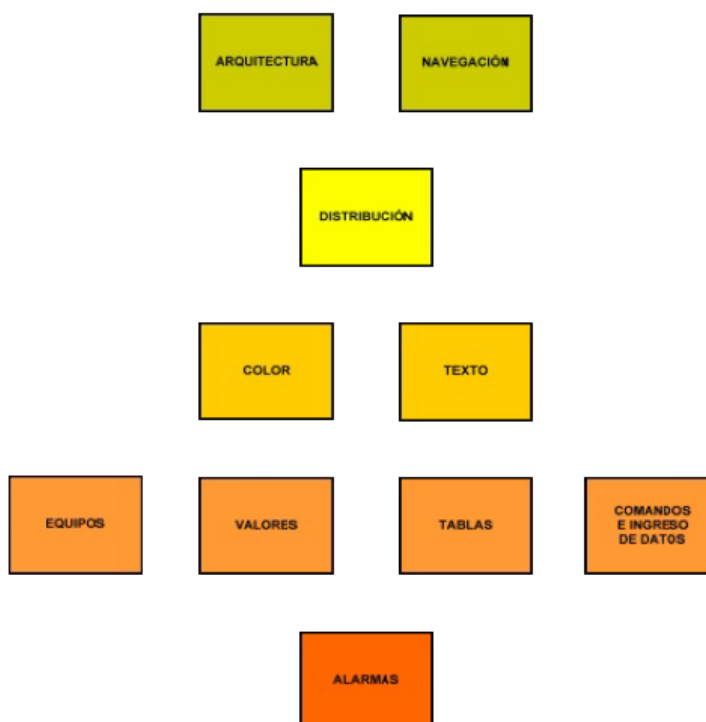 ARQUITECTURA
NAVEGACIÓN
DISTRIBUCIÓN
COLOR
TEXTO
EQUIPOS
VALORES
TABLAS
COMANDOS
E INGRESO
DE DATOS
ALARMAS